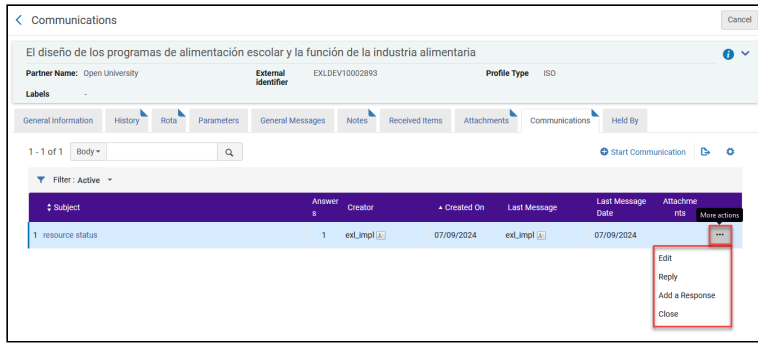 Communications
Cancel
El diseño de los programas de alimentación escolar y la función de la industria alimentaria
Partner Name: Open University
External identifier EXLDEV10002893
Profile Type ISO
Labels -
General Information History Rota Parameters General Messages Notes Received Items Attachments Communications Held By
1 - 1 of 1 Body
Start Communication
Filter : Active
Subject Answers Creator Created On Last Message Last Message Date Attachments
More actions
1 resource status 1 exl_impl 07/09/2024 exl_impl 07/09/2024
Edit
Reply
Add a Response
Close